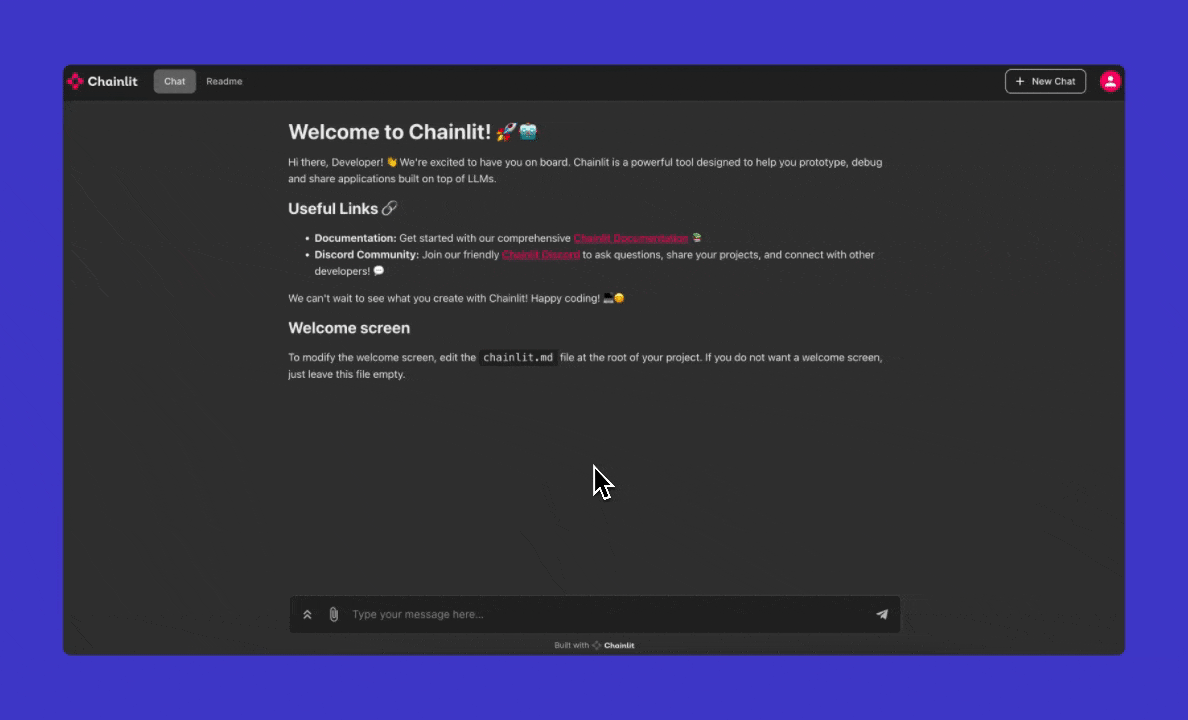 Chainlit Chat Readme + New Chat
Welcome to Chainlit! 🚀🤖
Hi there, Developer! 👋 We're excited to have you on board. Chainlit is a powerful tool designed to help you prototype, debug
and share applications built on top of LLMs.
Useful Links 🔗
• Documentation: Get started with our comprehensive Chainlit Documentation 📚
• Discord Community: Join our friendly Chainlit Discord to ask questions, share your projects, and connect with other
developers! 💬
We can't wait to see what you create with Chainlit! Happy coding! 💻😊
Welcome screen
To modify the welcome screen, edit the chainlit.md file at the root of your project. If you do not want a welcome screen,
just leave this file empty.
Type your message here...
Built with Chainlit